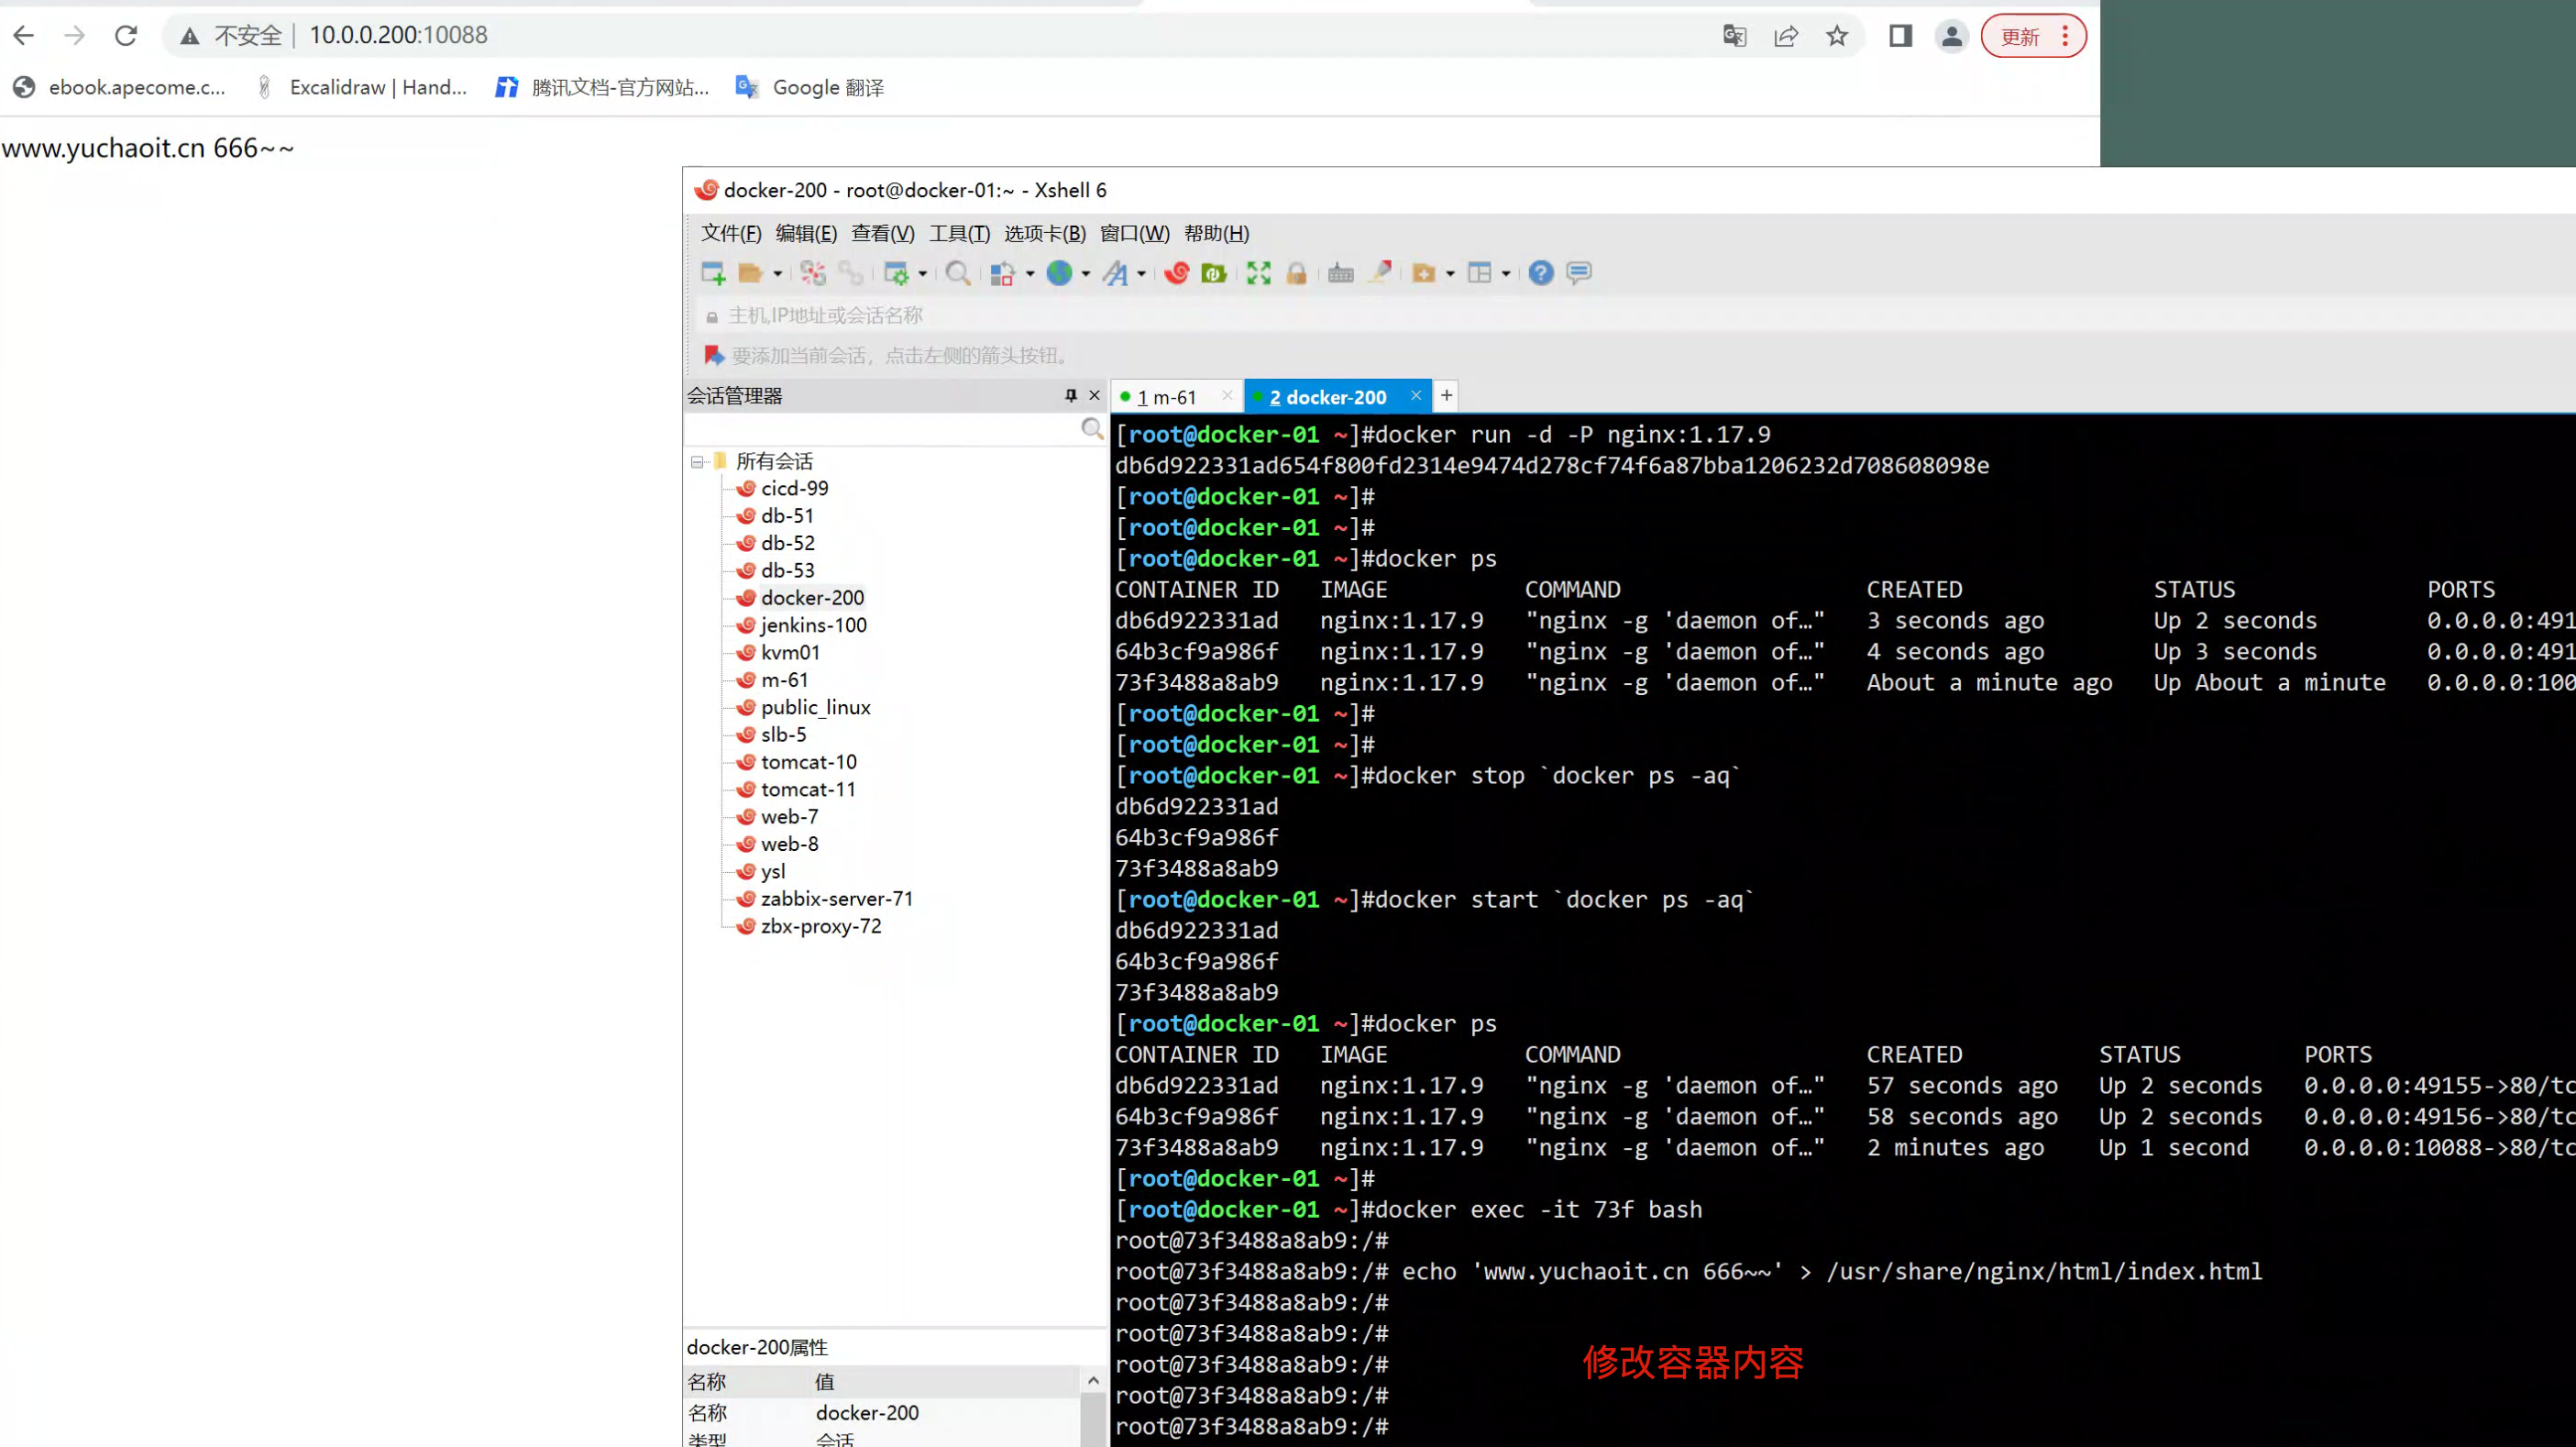 不安全 10.0.0.200:10088 更新
ebook.apecome.c... Excalidraw | Hand... 腾讯文档-官方网站... Google 翻译
www.yuchaoit.cn 666~~
docker-200 - root@docker-01:~ - Xshell 6
文件(F) 编辑(E) 查看(V) 工具(T) 选项卡(B) 窗口(W) 帮助(H)
主机,IP地址或会话名称
要添加当前会话，点击左侧的箭头按钮。
会话管理器
所有会话
cicd-99
db-51
db-52
db-53
docker-200
jenkins-100
kvm01
m-61
public_linux
slb-5
tomcat-10
tomcat-11
web-7
web-8
ysl
zabbix-server-71
zbx-proxy-72
docker-200属性
名称 值
名称 docker-200
类型 会话
1 m-61 2 docker-200 +
[root@docker-01 ~]#docker run -d -P nginx:1.17.9
db6d922331ad654f800fd2314e9474d278cf74f6a87bba1206232d708608098e
[root@docker-01 ~]#
[root@docker-01 ~]#
[root@docker-01 ~]#docker ps
CONTAINER ID IMAGE COMMAND CREATED STATUS PORTS
db6d922331ad nginx:1.17.9 "nginx -g 'daemon of…" 3 seconds ago Up 2 seconds 0.0.0.0:491
64b3cf9a986f nginx:1.17.9 "nginx -g 'daemon of…" 4 seconds ago Up 3 seconds 0.0.0.0:491
73f3488a8ab9 nginx:1.17.9 "nginx -g 'daemon of…" About a minute ago Up About a minute 0.0.0.0:100
[root@docker-01 ~]#
[root@docker-01 ~]#
[root@docker-01 ~]#docker stop `docker ps -aq`
db6d922331ad
64b3cf9a986f
73f3488a8ab9
[root@docker-01 ~]#docker start `docker ps -aq`
db6d922331ad
64b3cf9a986f
73f3488a8ab9
[root@docker-01 ~]#docker ps
CONTAINER ID IMAGE COMMAND CREATED STATUS PORTS
db6d922331ad nginx:1.17.9 "nginx -g 'daemon of…" 57 seconds ago Up 2 seconds 0.0.0.0:49155->80/tc
64b3cf9a986f nginx:1.17.9 "nginx -g 'daemon of…" 58 seconds ago Up 2 seconds 0.0.0.0:49156->80/tc
73f3488a8ab9 nginx:1.17.9 "nginx -g 'daemon of…" 2 minutes ago Up 1 second 0.0.0.0:10088->80/tc
[root@docker-01 ~]#
[root@docker-01 ~]#docker exec -it 73f bash
root@73f3488a8ab9:/#
root@73f3488a8ab9:/# echo 'www.yuchaoit.cn 666~~' > /usr/share/nginx/html/index.html
root@73f3488a8ab9:/#
root@73f3488a8ab9:/#
root@73f3488a8ab9:/#
修改容器内容
root@73f3488a8ab9:/#
root@73f3488a8ab9:/#